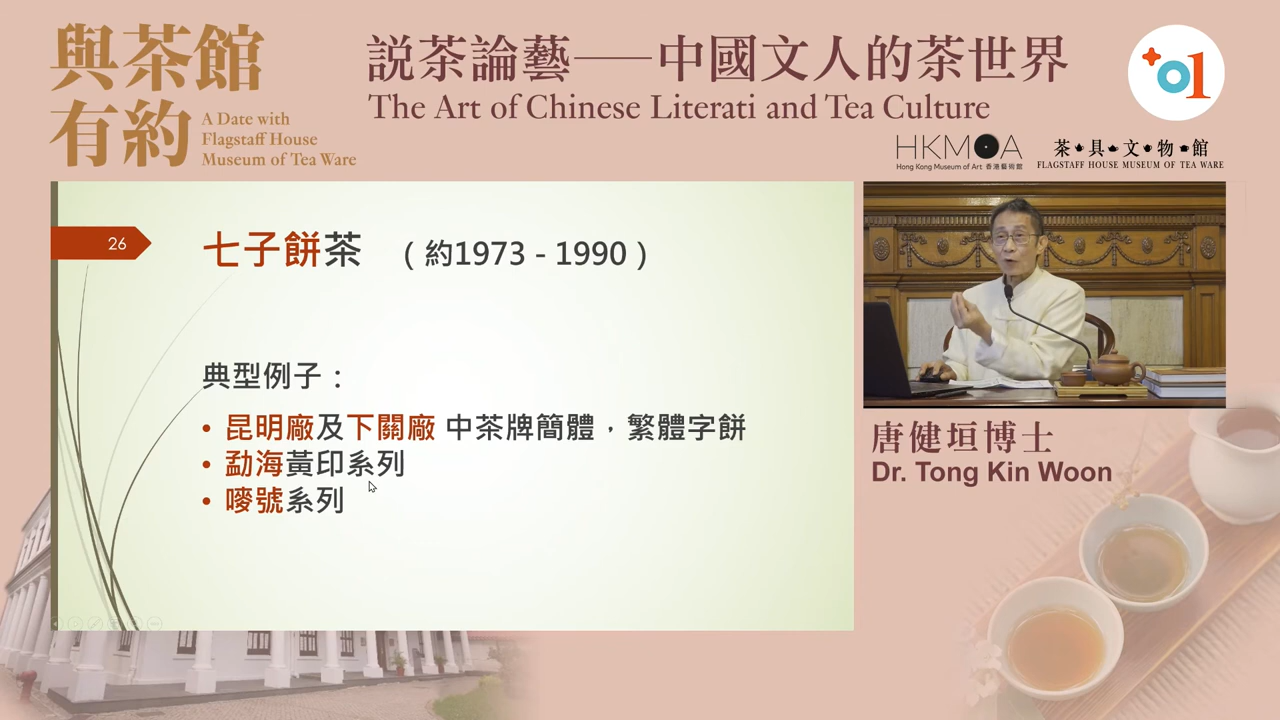 與茶館
有約
A Date with
Flagstaff House
Museum of Tea Ware
説茶論藝——中國文人的茶世界
The Art of Chinese Literati and Tea Culture
+01
HKMOA
Hong Kong Museum of Art 香港藝術館
茶具文物館
FLAGSTAFF HOUSE MUSEUM OF TEA WARE
26
七子餅茶 （約1973 - 1990）
典型例子：
• 昆明廠及下關廠 中茶牌簡體，繁體字餅
• 勐海黃印系列
• 嘜號系列
唐健垣博士
Dr. Tong Kin Woon